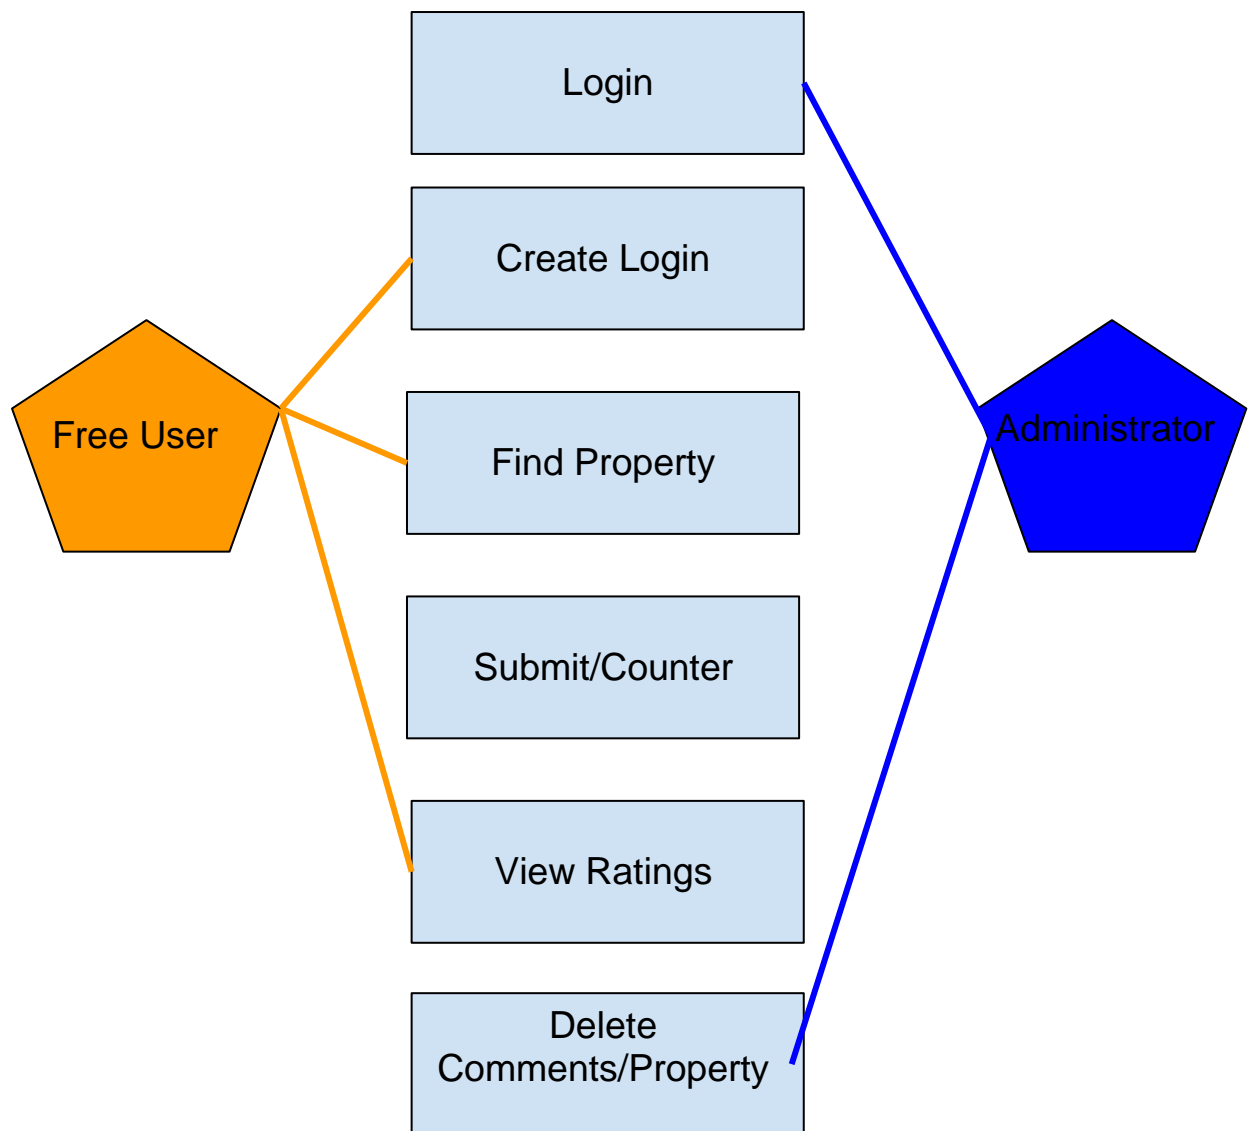 Login
Create Login
Free User
Administrator
Find Property
Submit/Counter
View Ratings
Delete
Comments/Property